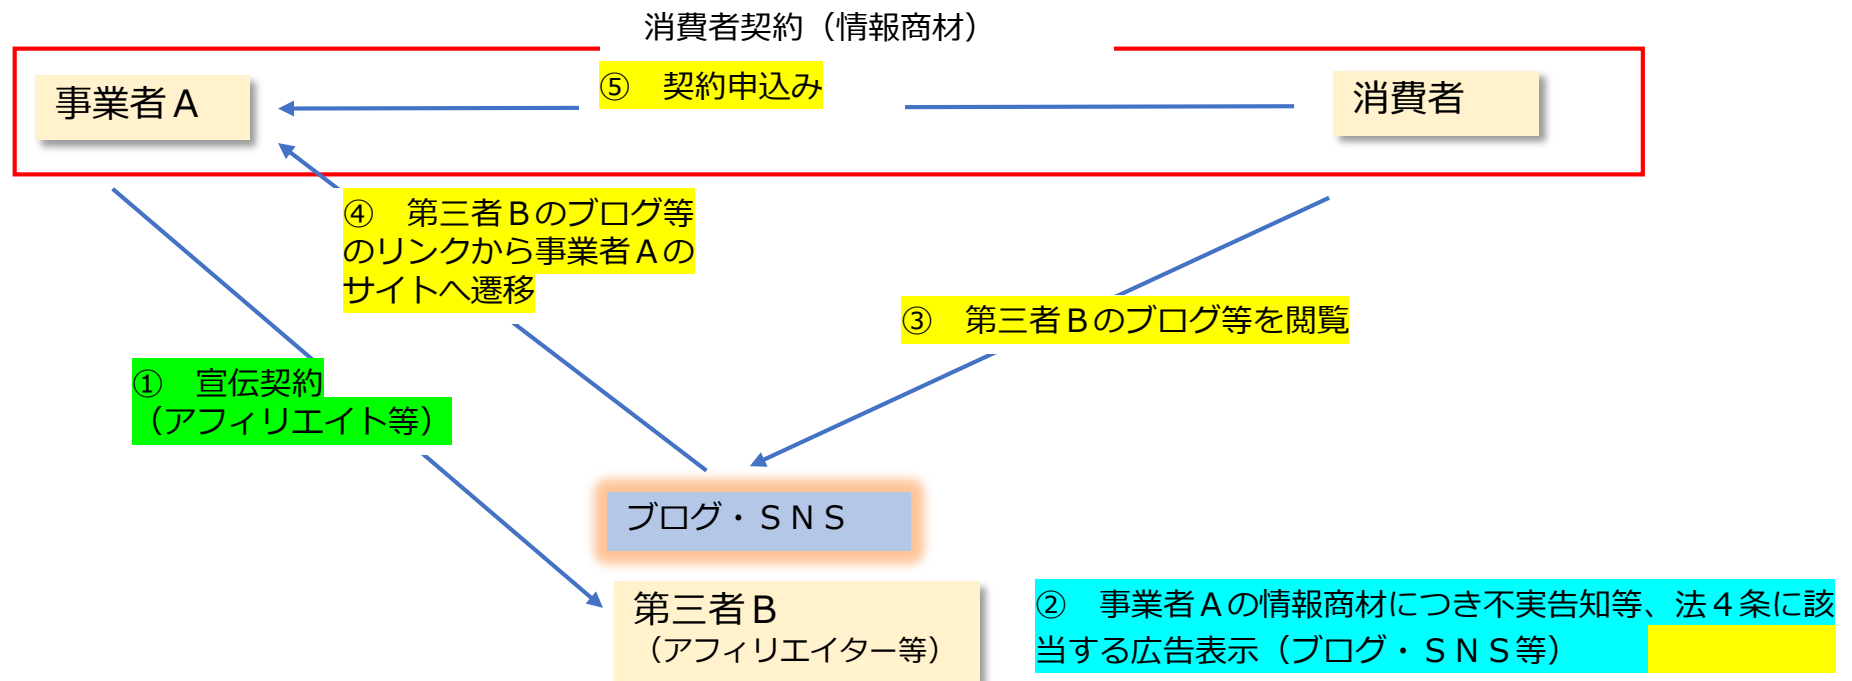 消費者契約（情報商材）
事業者Ａ
⑤　契約申込み
消費者
④　第三者Ｂのブログ等
のリンクから事業者Ａの
サイトへ遷移
③　第三者Ｂのブログ等を閲覧
①　宣伝契約
（アフィリエイト等）
ブログ・ＳＮＳ
第三者Ｂ
（アフィリエイター等）
②　事業者Ａの情報商材につき不実告知等、法４条に該
当する広告表示（ブログ・ＳＮＳ等）